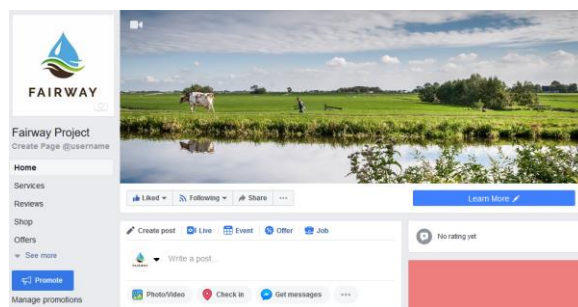 FAIRWAY
Fairway Project
Create Page @username
Home
Services
Reviews
Shop
Offers
See more
Promote
Manage promotions
Liked Following Share ...
Learn More
Create post Live Event Offer Job
Write a post...
Photo/Video Check in Get messages ...
No rating yet